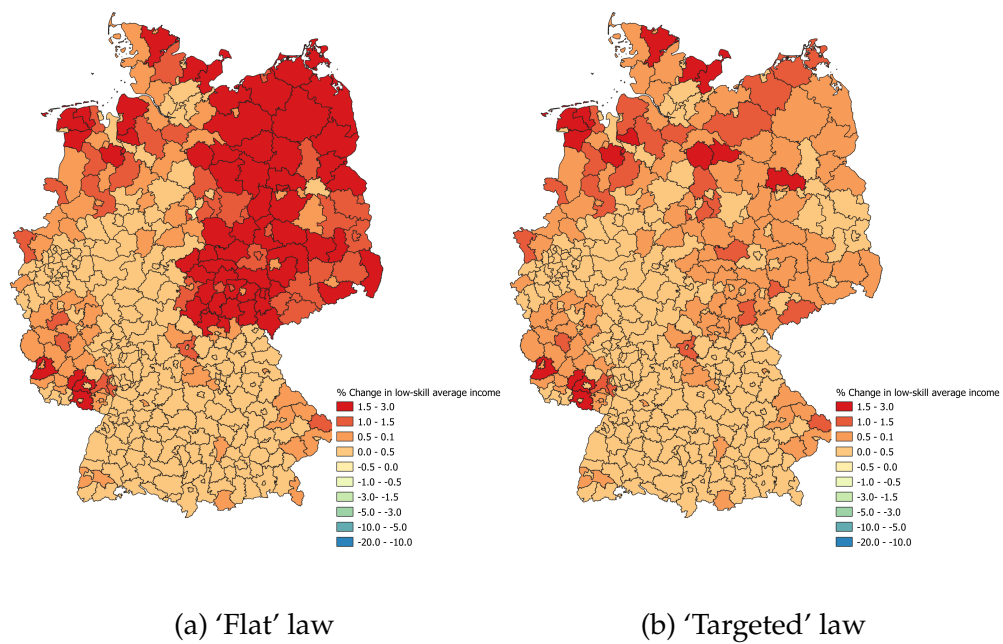 % Change in low-skill average income
1.5 - 3.0
1.0 - 1.5
0.5 - 0.1
0.0 - 0.5
-0.5 - 0.0
-1.0 - -0.5
-3.0- -1.5
-5.0 - -3.0
-10.0 - -5.0
-20.0 - -10.0
% Change in low-skill average income
1.5 - 3.0
1.0 - 1.5
0.5 - 0.1
0.0 - 0.5
-0.5 - 0.0
-1.0 - -0.5
-3.0- -1.5
-5.0 - -3.0
-10.0 - -5.0
-20.0 - -10.0
(a) ‘Flat’ law
(b) ‘Targeted’ law